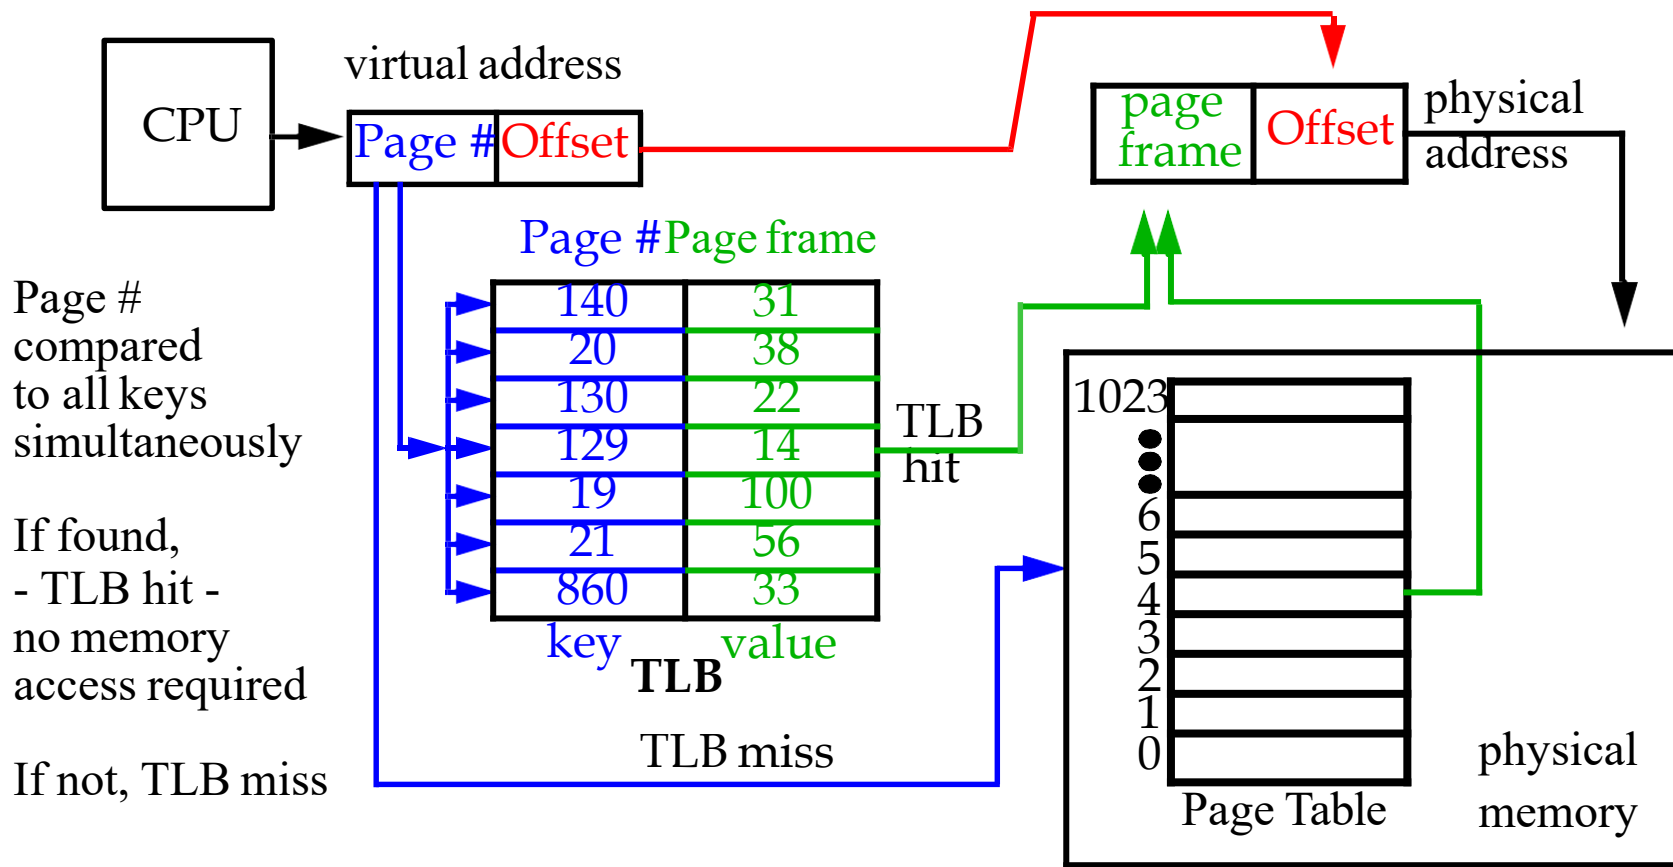 CPU
virtual address
Page # Offset
page
frame
Offset
physical
address
Page # Page frame
140 31
20 38
130 22
129 14
19 100
21 56
860 33
key value
TLB
TLB
hit
TLB miss
Page #
compared
to all keys
simultaneously
If found,
- TLB hit -
no memory
access required
If not, TLB miss
1023
6
5
4
3
2
1
0
Page Table
physical
memory